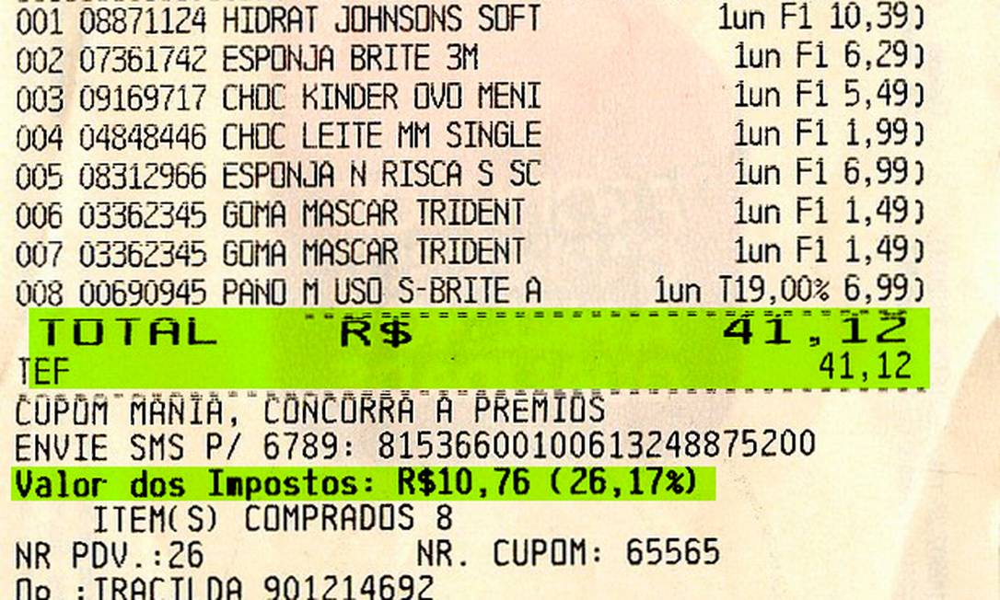 001 08871124 HIDRAT JOHNSONS SOFT 1un F1 10,39)
002 07361742 ESPONJA BRITE 3M 1un F1 6,29)
003 09169717 CHOC KINDER OVO MENI 1un F1 5,49)
004 04848446 CHOC LEITE MM SINGLE 1un F1 1,99)
005 08312966 ESPONJA N RISCA S SC 1un F1 6,99)
006 03362345 GOMA MASCAR TRIDENT 1un F1 1,49)
007 03362345 GOMA MASCAR TRIDENT 1un F1 1,49)
008 00690945 PANO M USO S-BRITE A 1un T19,00% 6,99)
TOTAL R$ 41,12
TEF 41,12
CUPOM MANIA, CONCORRA A PREMIOS
ENVIE SMS P/ 6789: 81536600100613248875200
Valor dos Impostos: R$10,76 (26,17%)
ITEM(S) COMPRADOS 8
NR PDV.:26 NR. CUPOM: 65565
Op.:TRACILDA 901214692